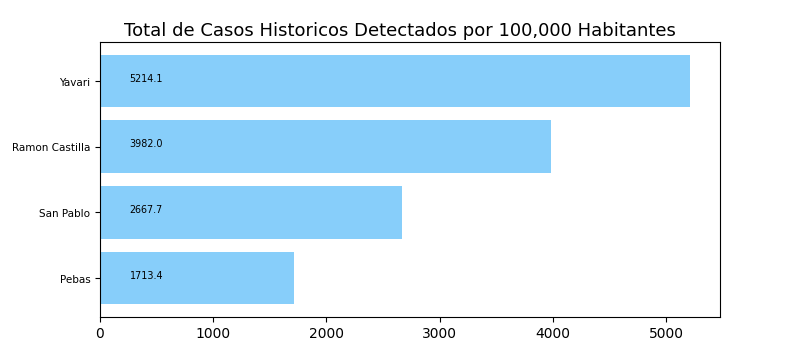 Total de Casos Historicos Detectados por 100,000 Habitantes
Yavari
5214.1
Ramon Castilla
3982.0
San Pablo
2667.7
Pebas
1713.4
0 1000 2000 3000 4000 5000